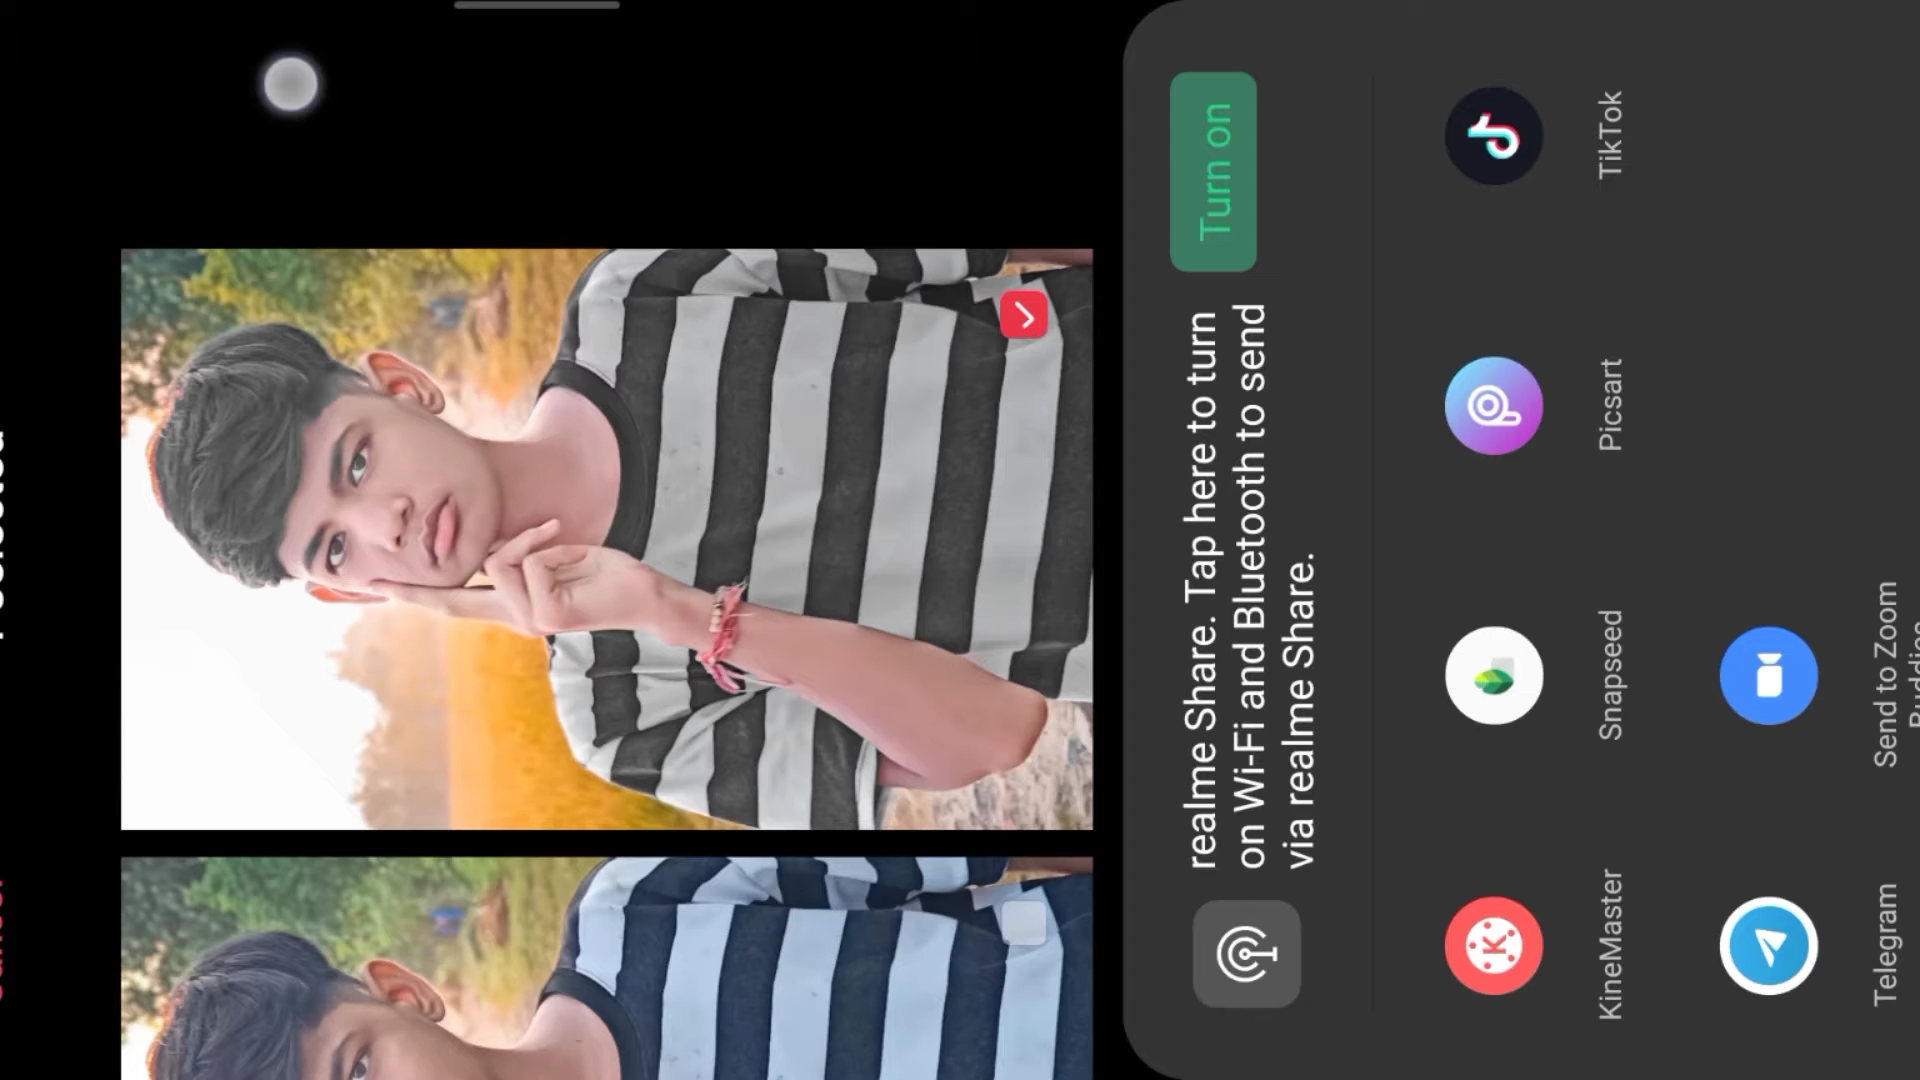 realme Share. Tap here to turn
on Wi-Fi and Bluetooth to send
via realme Share.
Turn on
KineMaster
Snapseed
Picsart
TikTok
Telegram
Send to Zoom